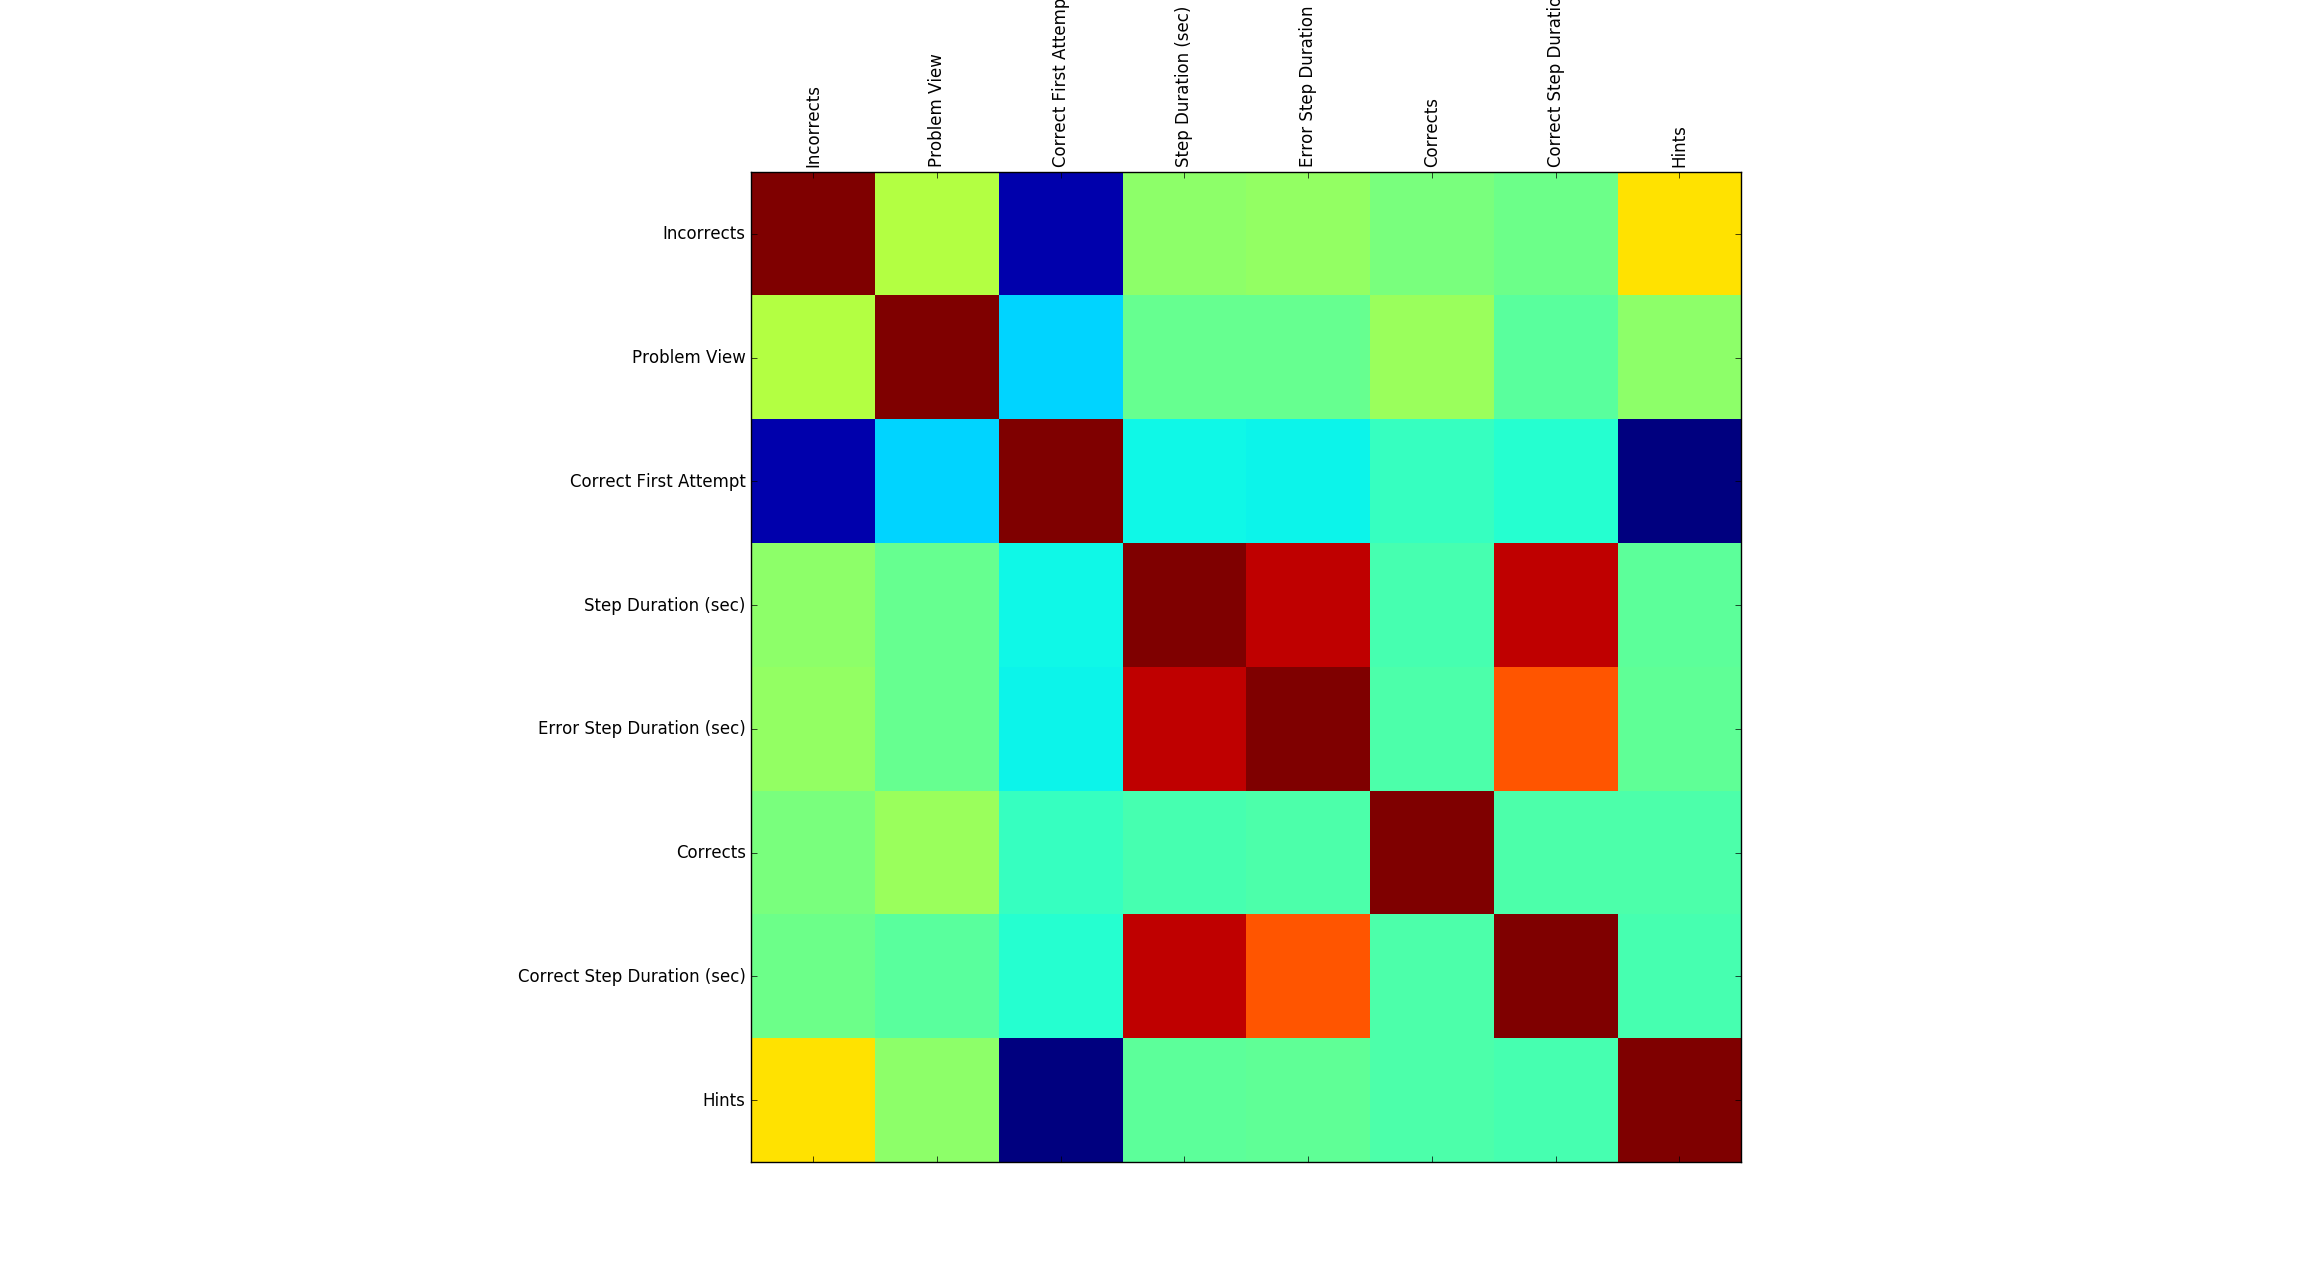 Incorrects
Problem View
Correct First Attemp
Step Duration (sec)
Error Step Duration
Corrects
Correct Step Duratio
Hints
Incorrects
Problem View
Correct First Attempt
Step Duration (sec)
Error Step Duration (sec)
Corrects
Correct Step Duration (sec)
Hints